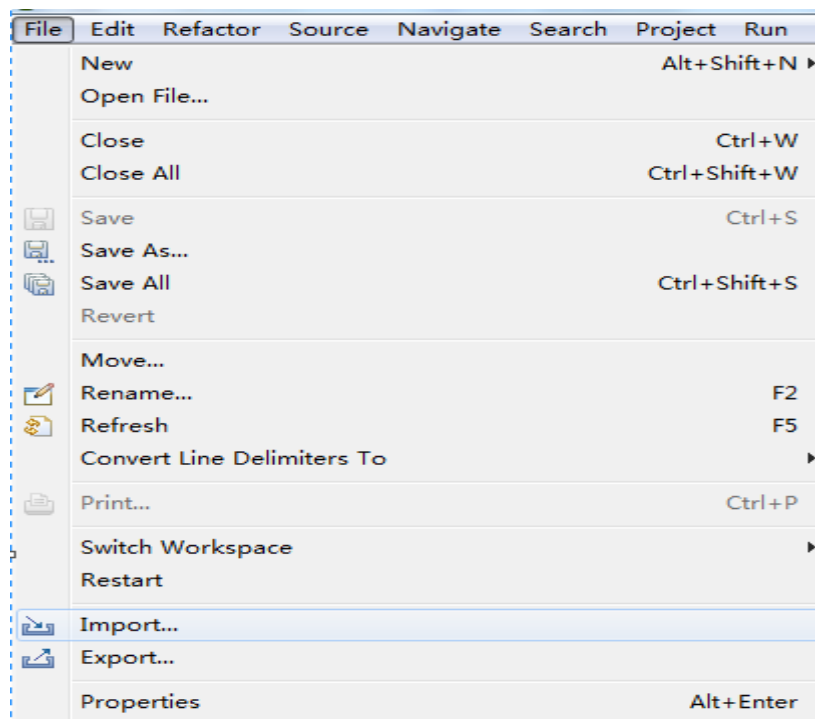 File Edit Refactor Source Navigate Search Project Run
New Alt+Shift+N
Open File...
Close Ctrl+W
Close All Ctrl+Shift+W
Save Ctrl+S
Save As...
Save All Ctrl+Shift+S
Revert
Move...
Rename... F2
Refresh F5
Convert Line Delimiters To
Print... Ctrl+P
Switch Workspace
Restart
Import...
Export...
Properties Alt+Enter